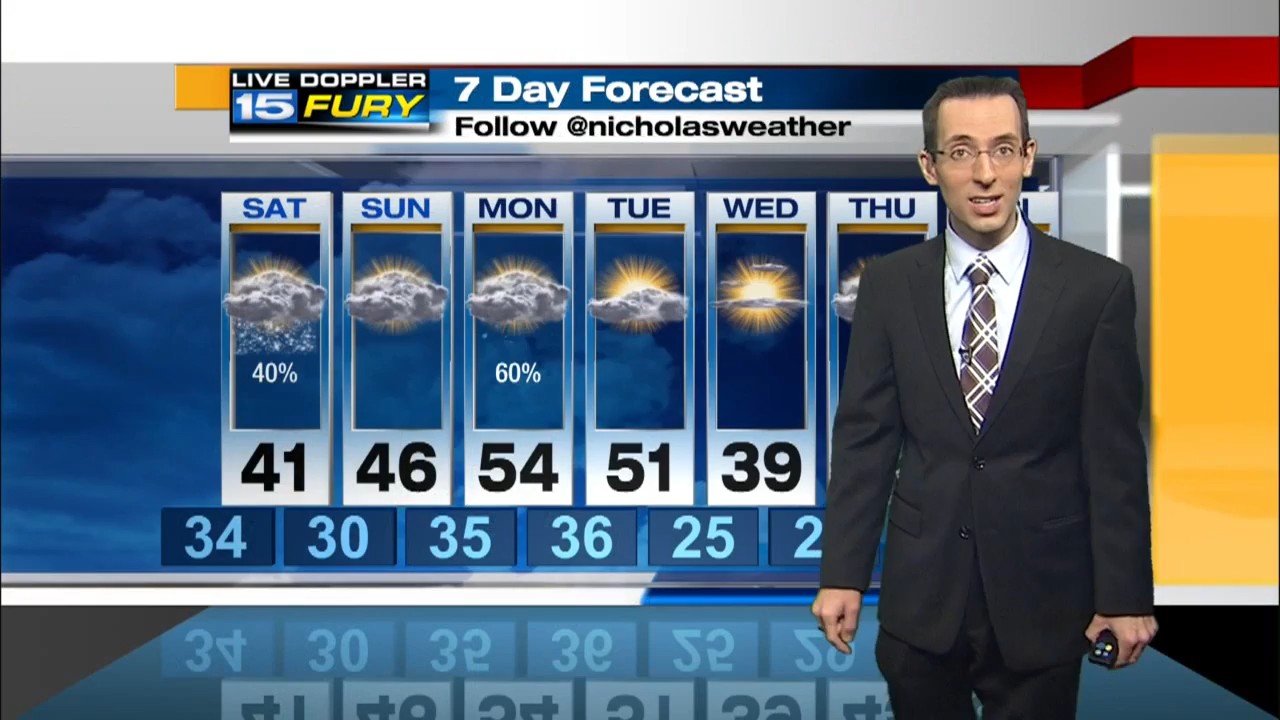 LIVE DOPPLER
15 FURY
7 Day Forecast
Follow @nicholasweather
SAT SUN MON TUE WED THU
40% 60%
41 46 54 51 39
34 30 35 36 25 2